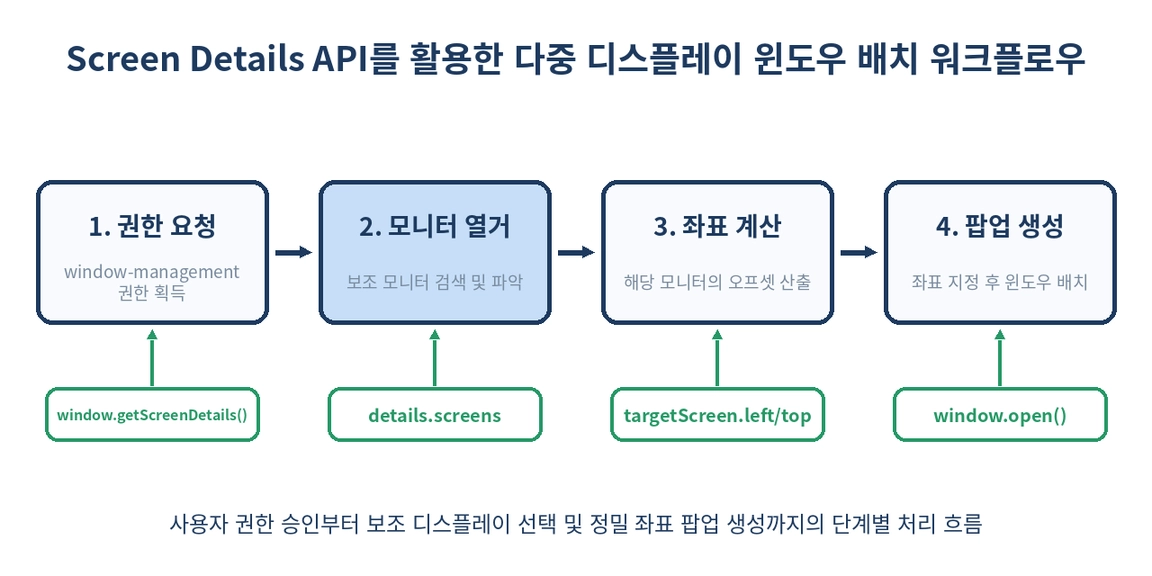 Screen Details API를 활용한 다중 디스플레이 윈도우 배치 워크플로우
1. 권한 요청
window-management
권한 획득
2. 모니터 열거
보조 모니터 검색 및 파악
3. 좌표 계산
해당 모니터의 오프셋 산출
4. 팝업 생성
좌표 지정 후 윈도우 배치
window.getScreenDetails()
details.screens
targetScreen.left/top
window.open()
사용자 권한 승인부터 보조 디스플레이 선택 및 정밀 좌표 팝업 생성까지의 단계별 처리 흐름